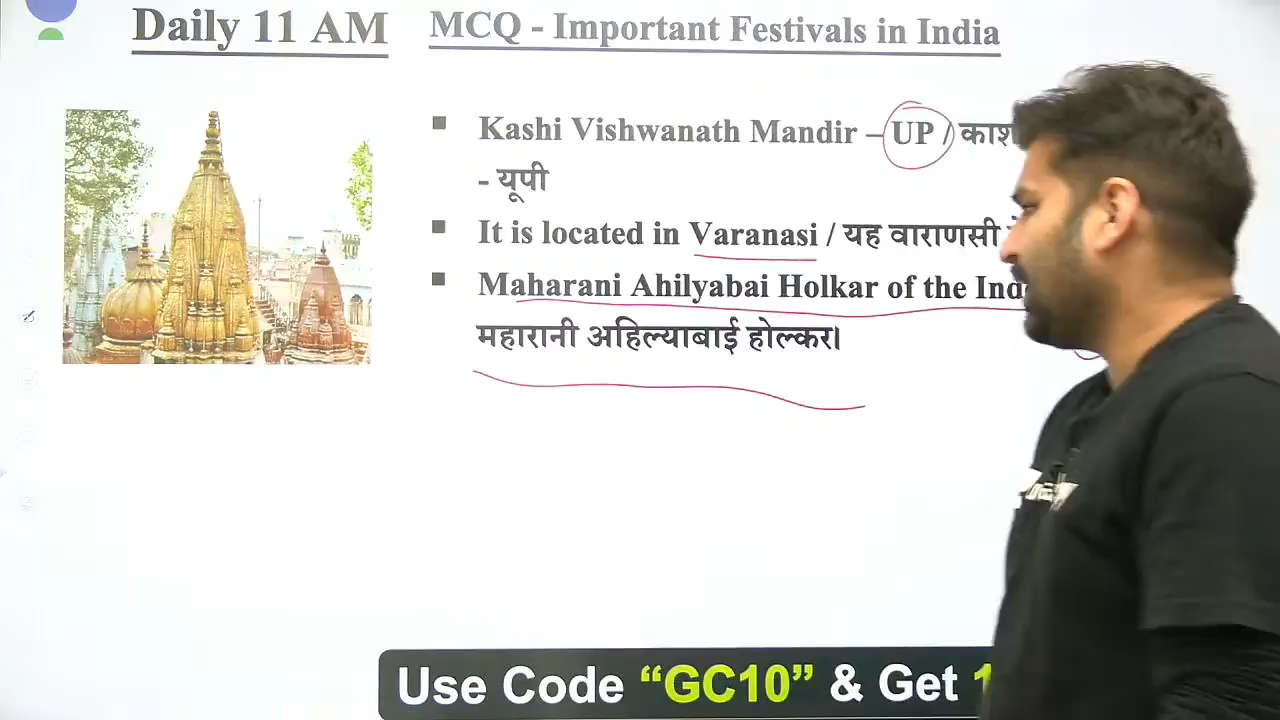 Daily 11 AM
MCQ - Important Festivals in India
▪ Kashi Vishwanath Mandir – UP /
- यूपी
▪ It is located in Varanasi / यह वाराणसी
▪ Maharani Ahilyabai Holkar of the
महारानी अहिल्याबाई होल्कर।
Use Code “GC10” & Get